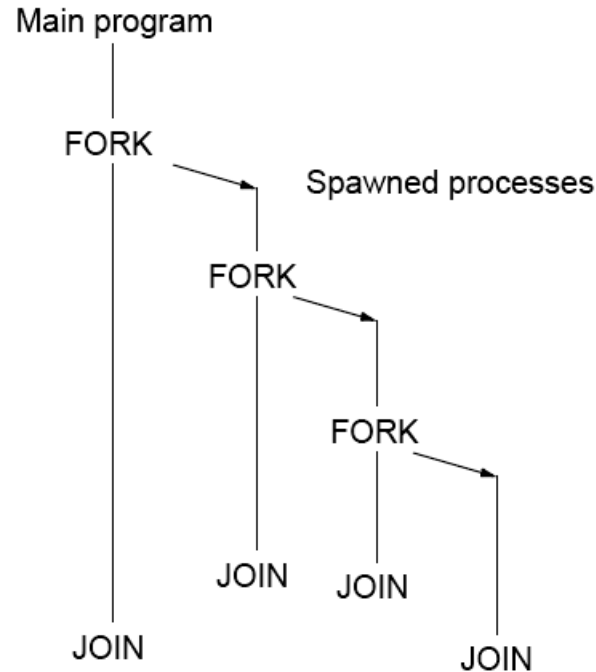 Main program
FORK
Spawned processes
FORK
FORK
JOIN
JOIN
JOIN
JOIN